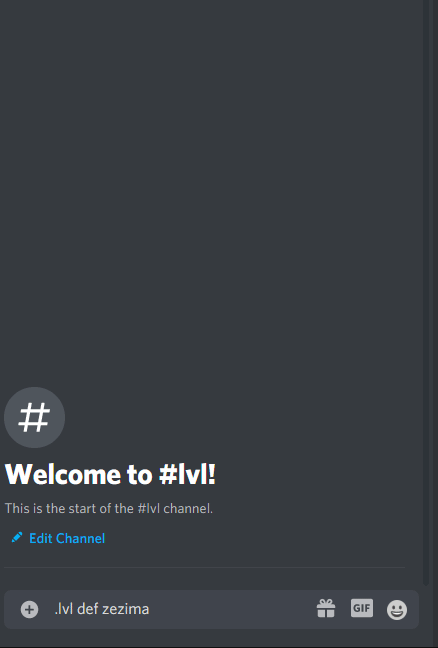 #
Welcome to #lvl!
This is the start of the #lvl channel.
Edit Channel
.lvl def zezima
GIF